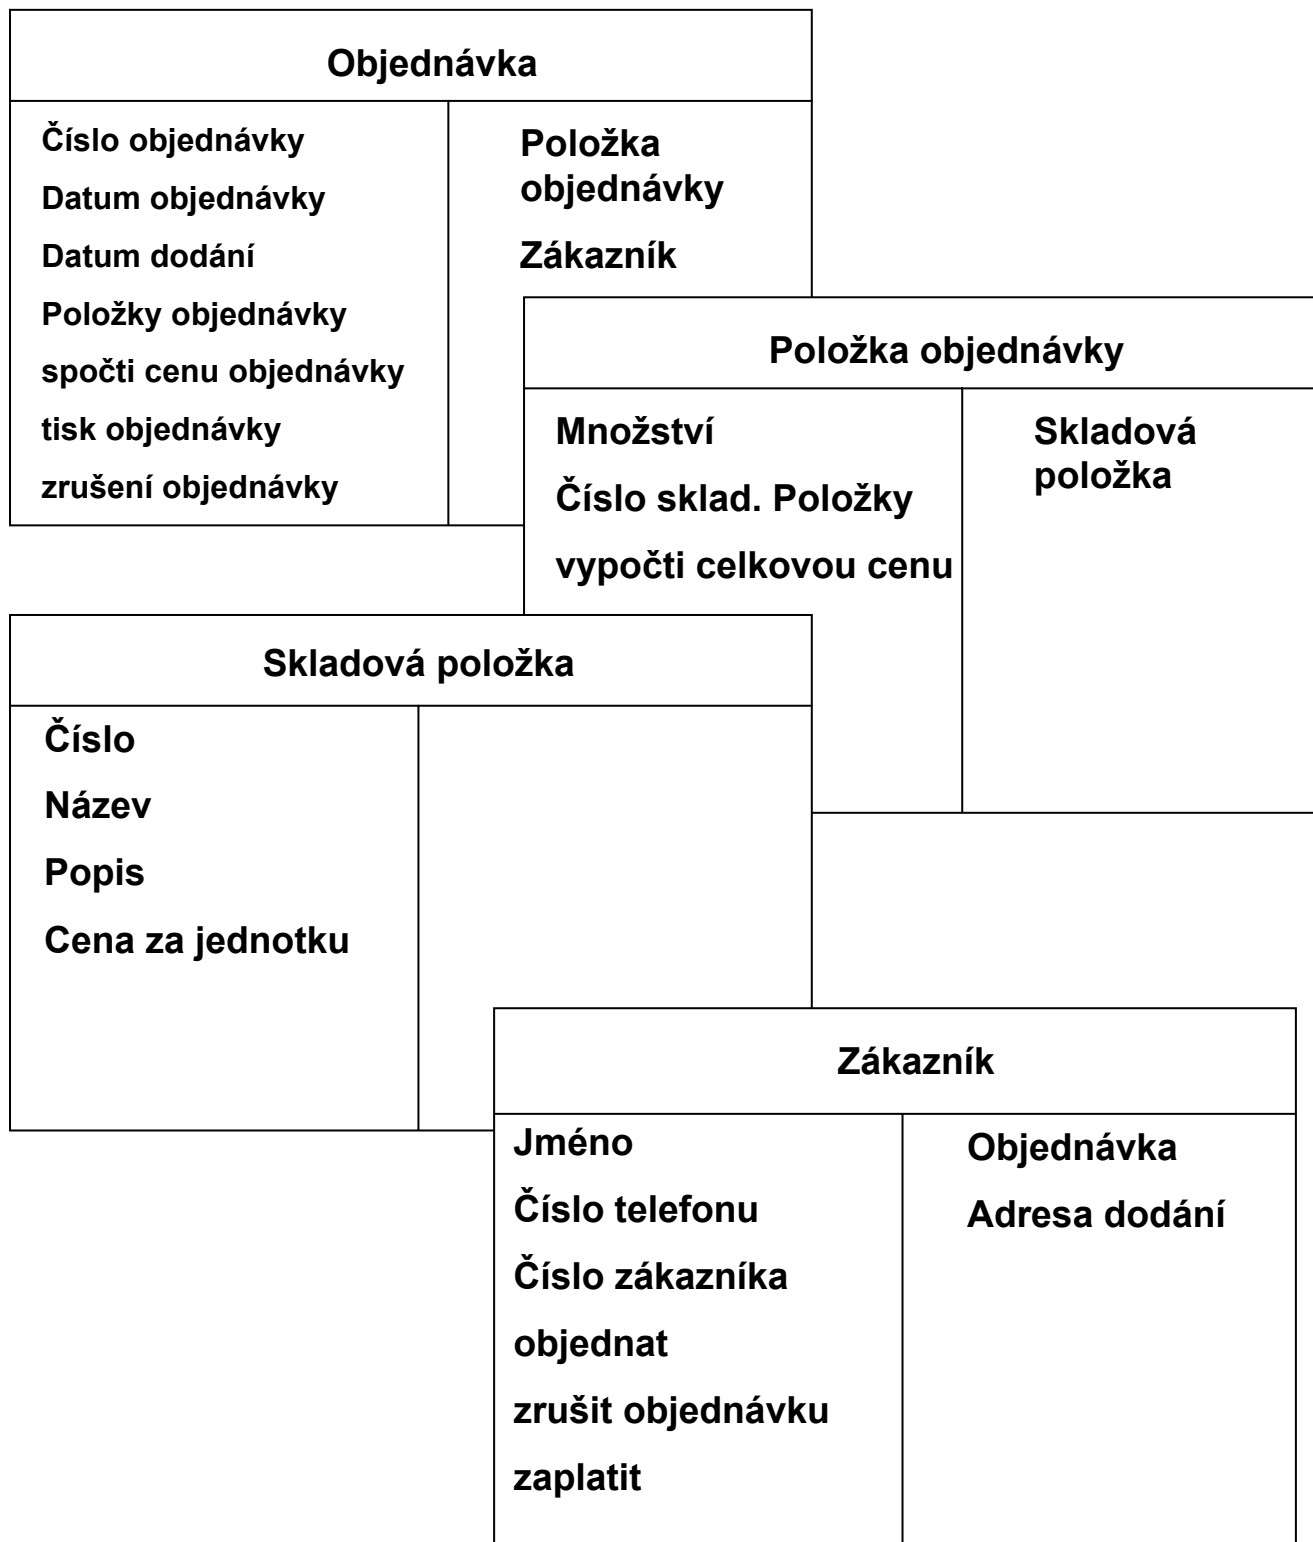 Objednávka
Číslo objednávky
Datum objednávky
Datum dodání
Položky objednávky
spočti cenu objednávky
tisk objednávky
zrušení objednávky
Položka
objednávky
Zákazník
Položka objednávky
Množství
Číslo sklad. Položky
vypočti celkovou cenu
Skladová
položka
Skladová položka
Číslo
Název
Popis
Cena za jednotku
Zákazník
Jméno
Číslo telefonu
Číslo zákazníka
objednat
zrušit objednávku
zaplatit
Objednávka
Adresa dodání